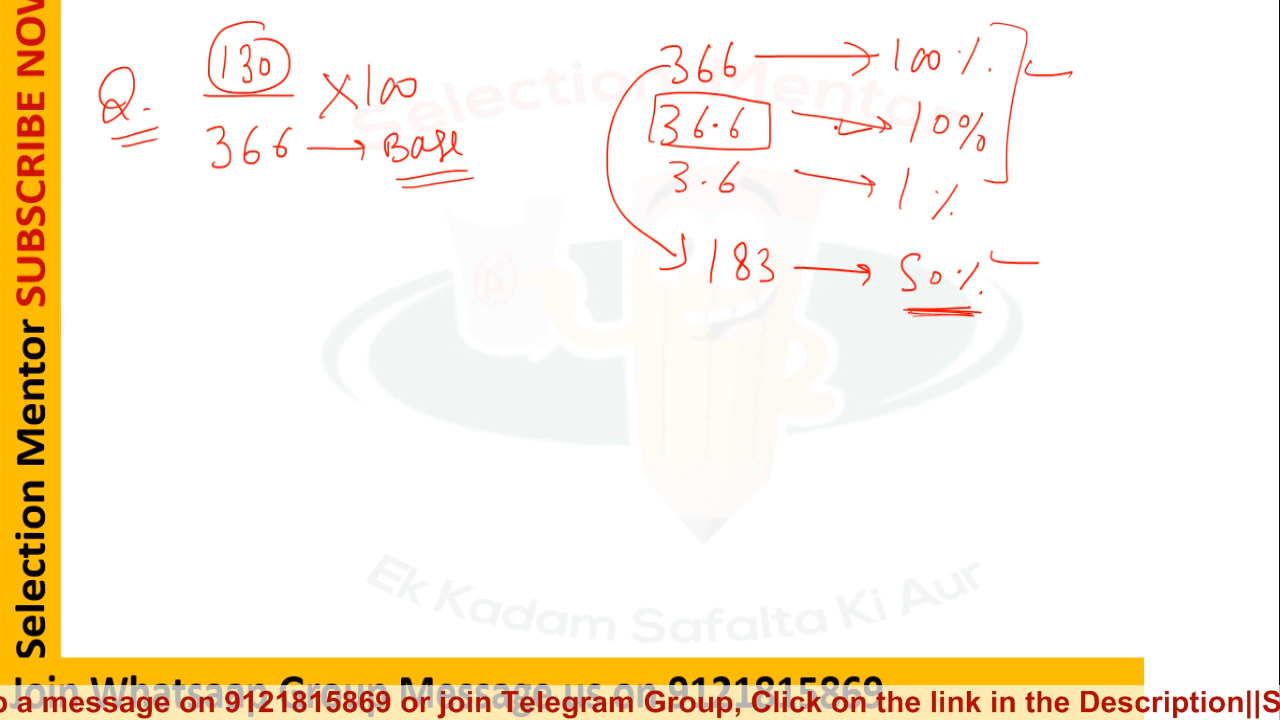 Selection Mentor SUBSCRIBE NOW
Q. 130 ×100
366 → Base
366 → 100%.
36.6 → 10%
3.6 → 1%
183 → 50%.
Selection Mentor
A+
Ek Kadam Safalta Ki Aur
Join Whatsaap Group Message us on 9121815869
p a message on 9121815869 or join Telegram Group, Click on the link in the Description||S